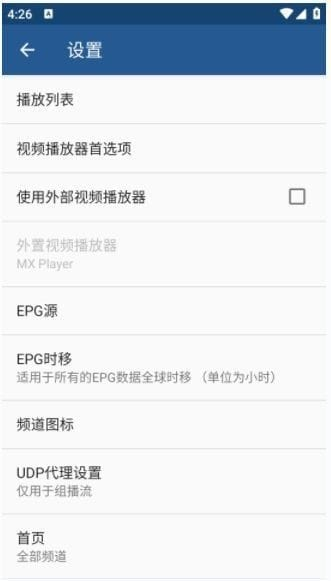 4:26
A
设置
播放列表
视频播放器首选项
使用外部视频播放器
外置视频播放器
MX Player
EPG源
EPG时移
适用于所有的EPG数据全球时移 （单位为小时）
频道图标
UDP代理设置
仅用于组播流
首页
全部频道